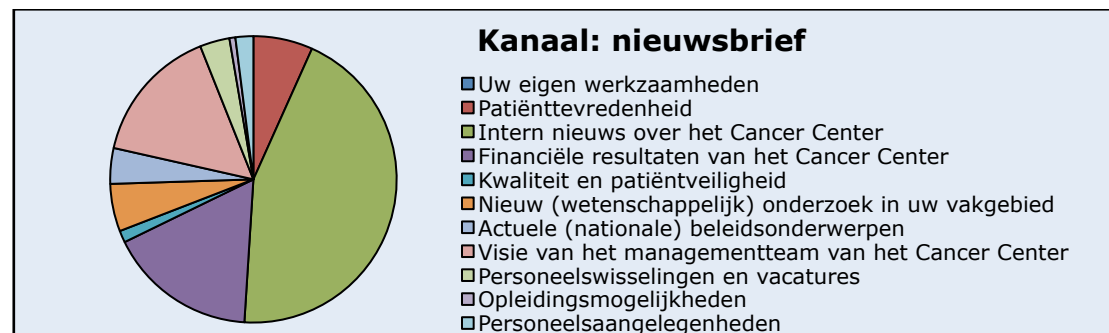 Kanaal: nieuwsbrief
Uw eigen werkzaamheden
Patiënttevredenheid
Intern nieuws over het Cancer Center
Financiële resultaten van het Cancer Center
Kwaliteit en patiëntveiligheid
Nieuw (wetenschappelijk) onderzoek in uw vakgebied
Actuele (nationale) beleidsonderwerpen
Visie van het managementteam van het Cancer Center
Personeelswisselingen en vacatures
Opleidingsmogelijkheden
Personeelsaangelegenheden